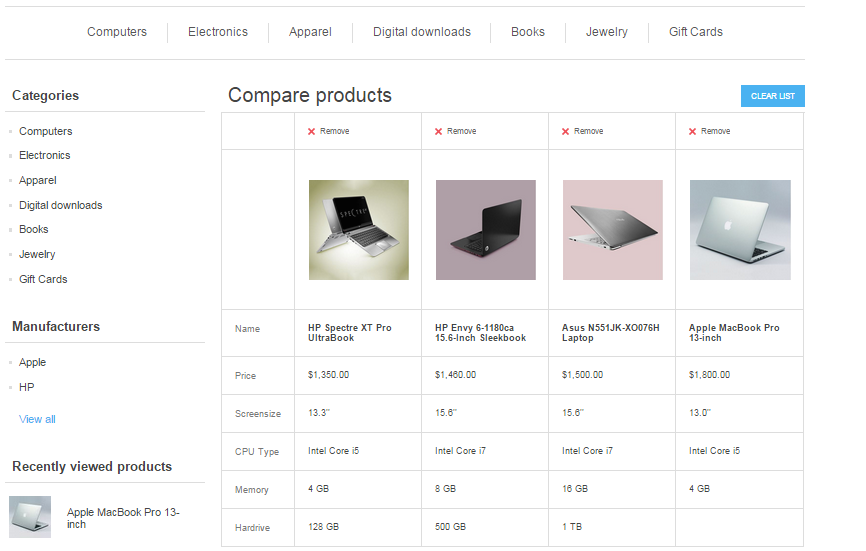 Computers Electronics Apparel Digital downloads Books Jewelry Gift Cards
Categories
Computers
Electronics
Apparel
Digital downloads
Books
Jewelry
Gift Cards
Manufacturers
Apple
HP
View all
Recently viewed products
Apple MacBook Pro 13-
inch
Compare products
CLEAR LIST
Remove Remove Remove Remove
SPECTRE
Name
HP Spectre XT Pro
UltraBook
HP Envy 6-1180ca
15.6-Inch Sleekbook
Asus N551JK-XO076H
Laptop
Apple MacBook Pro
13-inch
Price $1,350.00 $1,460.00 $1,500.00 $1,800.00
Screensize 13.3" 15.6" 15.6" 13.0"
CPU Type Intel Core i5 Intel Core i7 Intel Core i7 Intel Core i5
Memory 4 GB 8 GB 16 GB 4 GB
Hardrive 128 GB 500 GB 1 TB